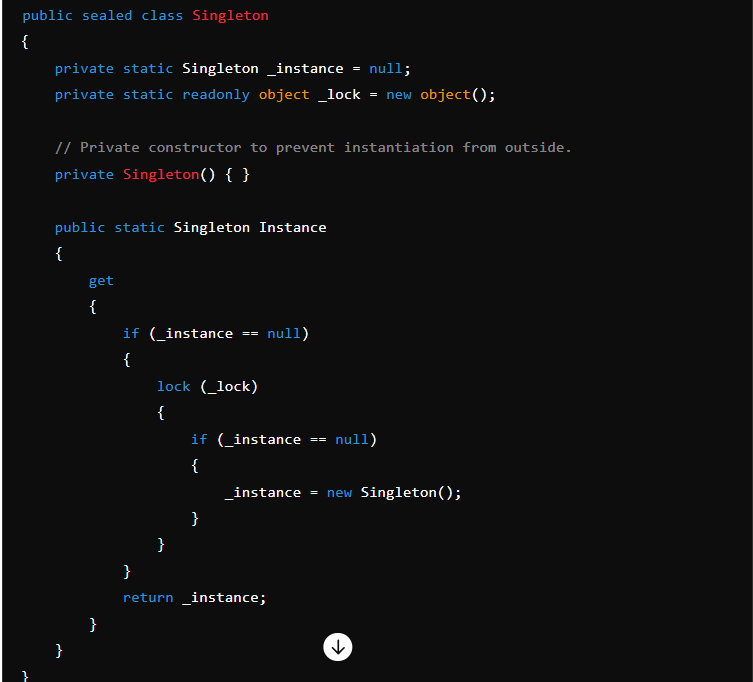 public sealed class Singleton
{
    private static Singleton _instance = null;
    private static readonly object _lock = new object();

    // Private constructor to prevent instantiation from outside.
    private Singleton() { }

    public static Singleton Instance
    {
        get
        {
            if (_instance == null)
            {
                lock (_lock)
                {
                    if (_instance == null)
                    {
                        _instance = new Singleton();
                    }
                }
            }
            return _instance;
        }
    }
}